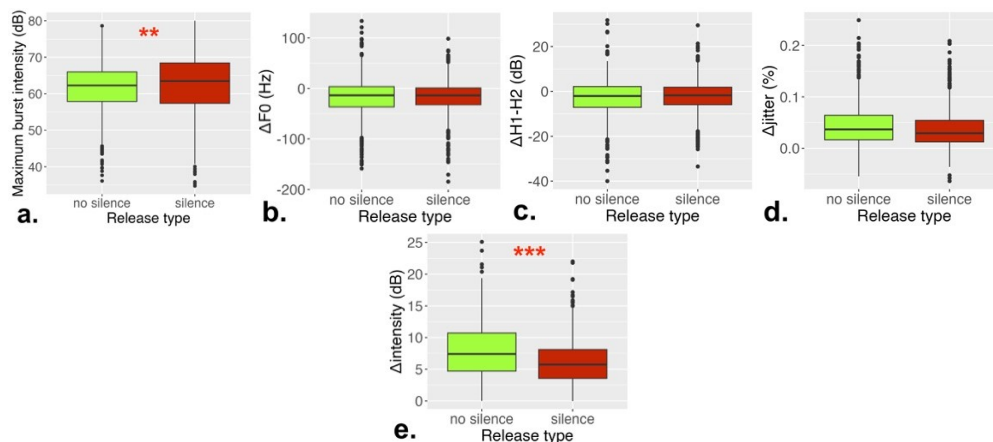 Maximum burst intensity (dB)
80
70
60
50
40
**
no silence silence
Release type
a.
ΔF0 (Hz)
100
0
-100
-200
no silence silence
Release type
b.
ΔH1-H2 (dB)
20
0
-20
-40
no silence silence
Release type
c.
Δjitter (%)
0.2
0.1
0.0
no silence silence
Release type
d.
Δintensity (dB)
25
20
15
10
5
0
***
no silence silence
Release type
e.